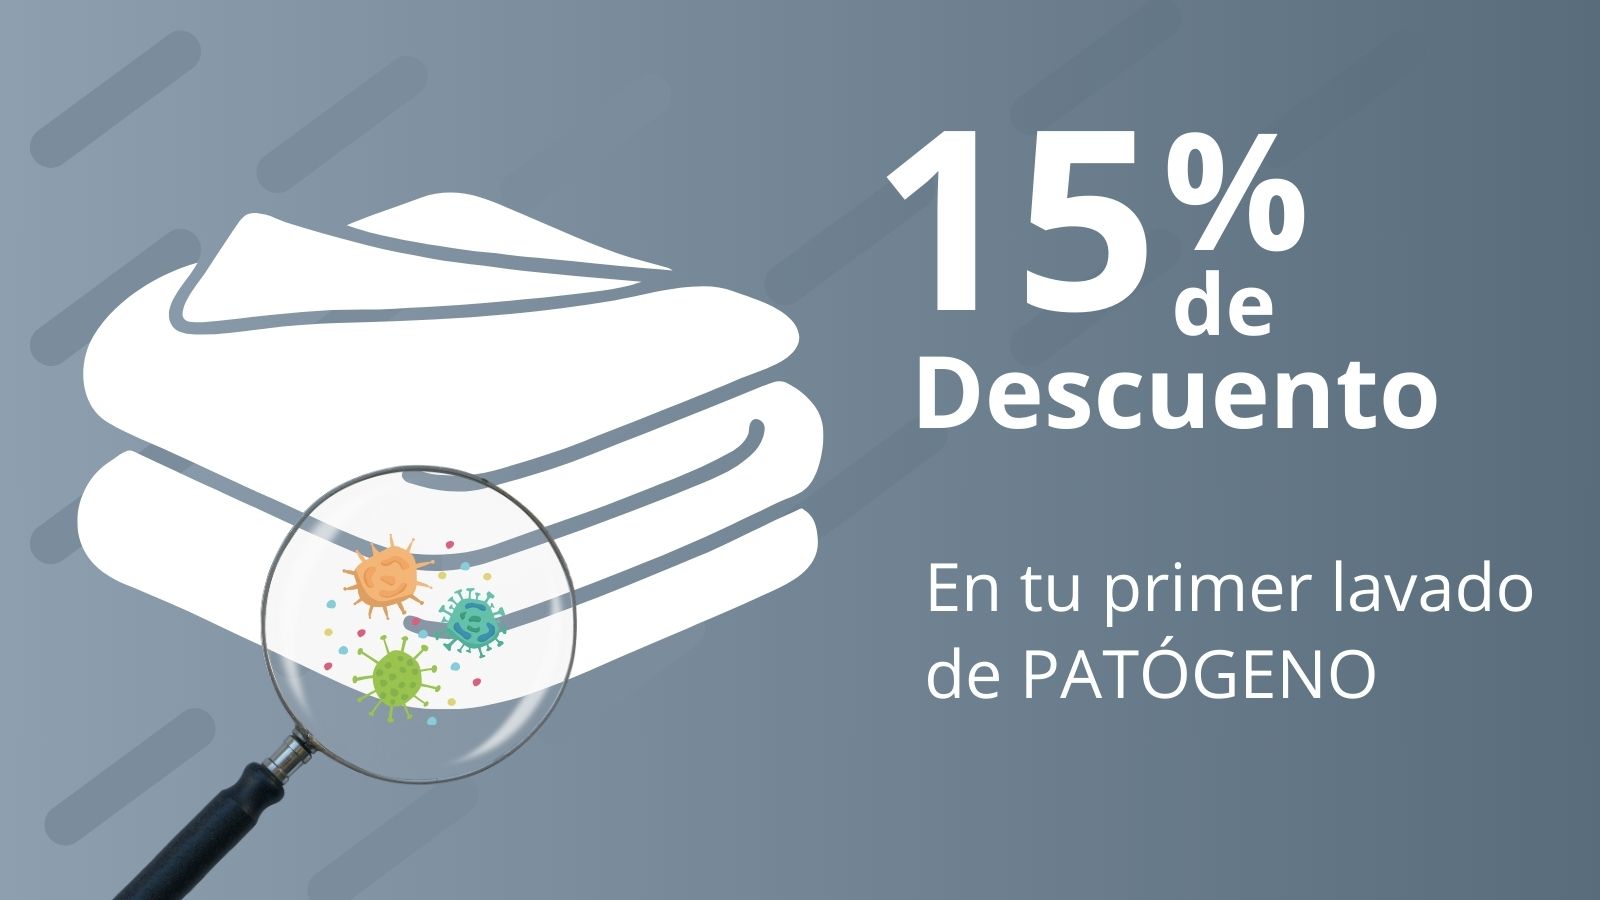 15%
de
Descuento
En tu primer lavado
de PATÓGENO